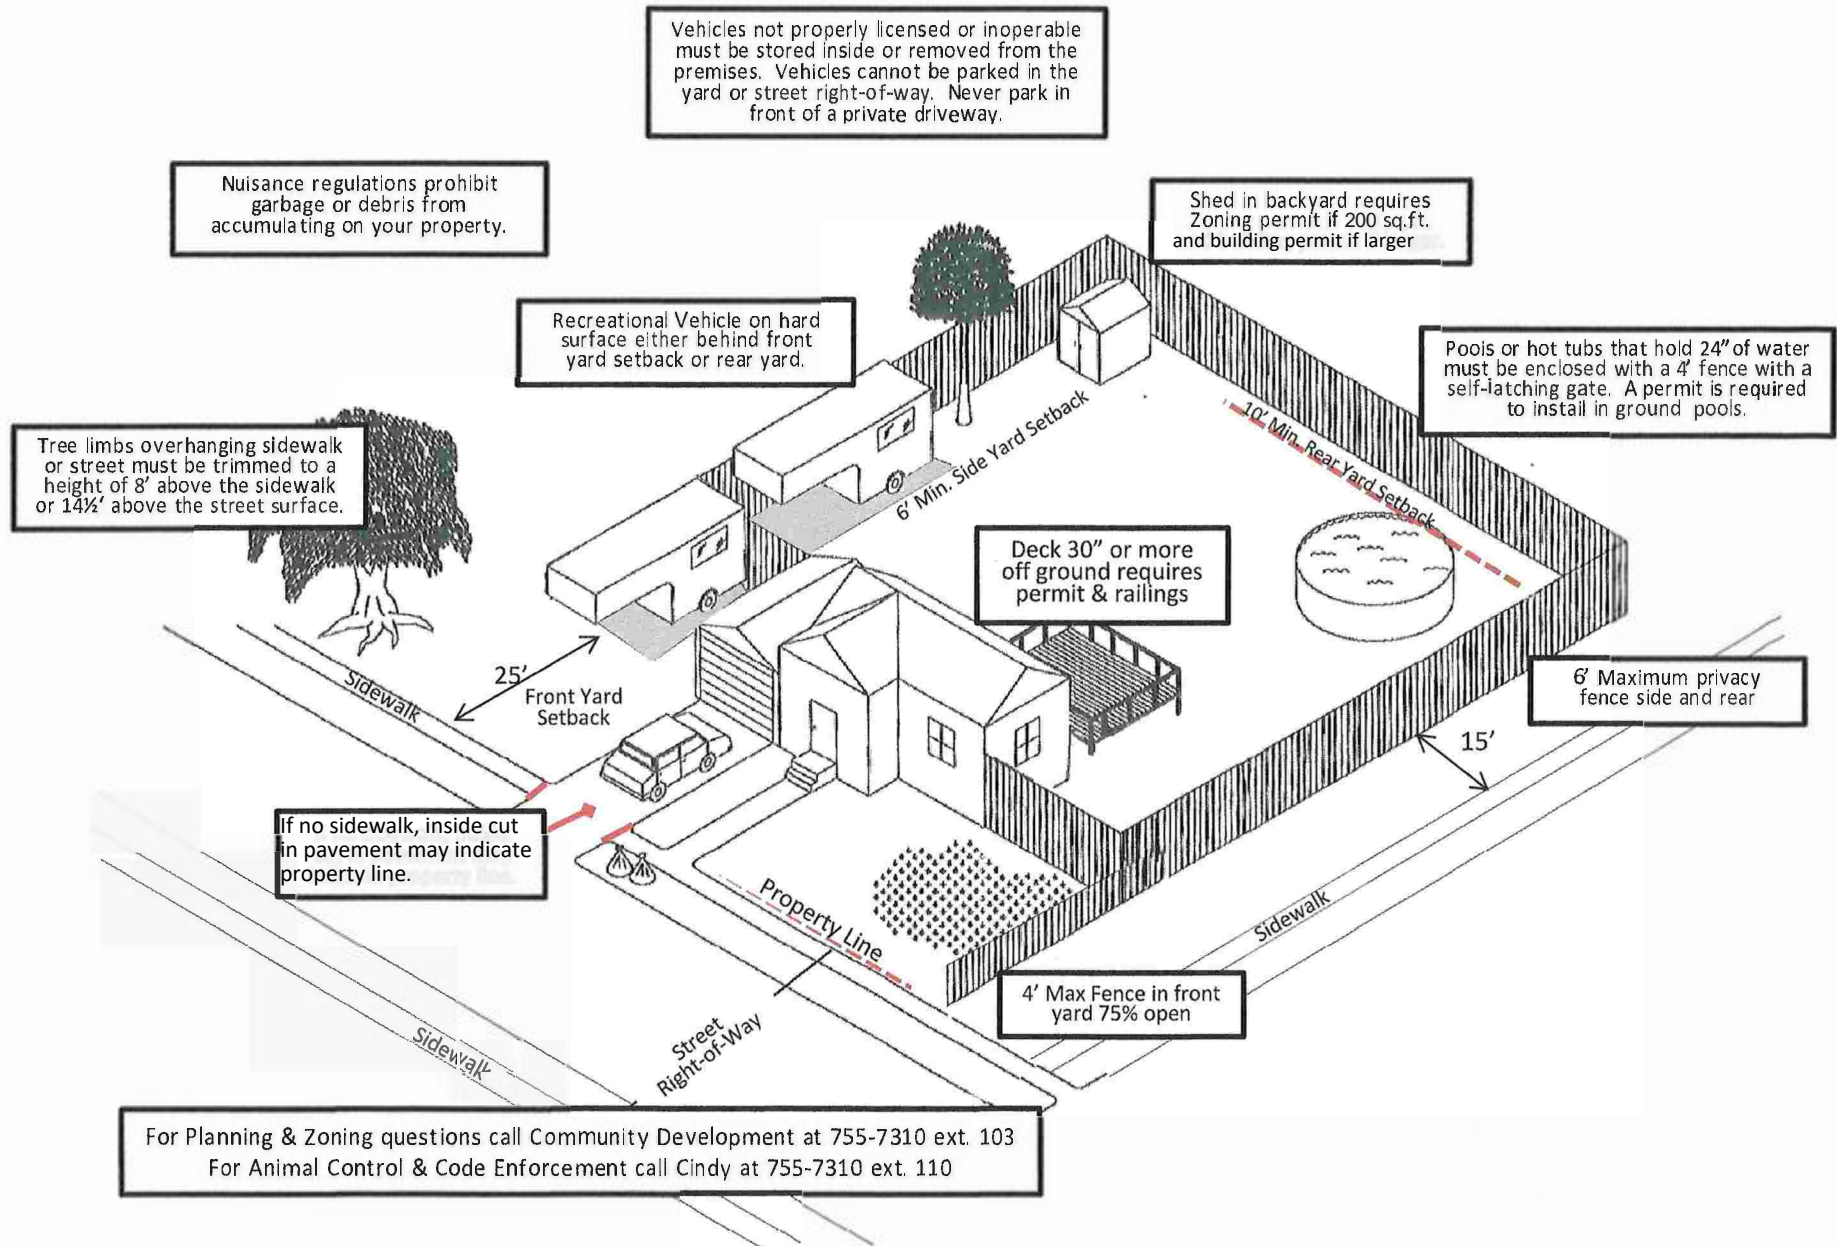 Vehicles not properly licensed or inoperable
must be stored inside or removed from the
premises. Vehicles cannot be parked in the
yard or street right-of-way. Never park in
front of a private driveway.
Nuisance regulations prohibit
garbage or debris from
accumulating on your property.
Shed in backyard requires
Zoning permit if 200 sq.ft.
and building permit if larger
Recreational Vehicle on hard
surface either behind front
yard setback or rear yard.
Pools or hot tubs that hold 24" of water
must be enclosed with a 4' fence with a
self-latching gate. A permit is required
to install in ground pools.
Tree limbs overhanging sidewalk
or street must be trimmed to a
height of 8' above the sidewalk
or 14½' above the street surface.
6' Min. Side Yard Setback
10' Min. Rear Yard Setback
Deck 30" or more
off ground requires
permit & railings
25'
Front Yard
Setback
Sidewalk
6' Maximum privacy
fence side and rear
15'
If no sidewalk, inside cut
in pavement may indicate
property line.
Property Line
Sidewalk
4' Max Fence in front
yard 75% open
Street
Right-of-Way
Sidewalk
For Planning & Zoning questions call Community Development at 755-7310 ext. 103
For Animal Control & Code Enforcement call Cindy at 755-7310 ext. 110